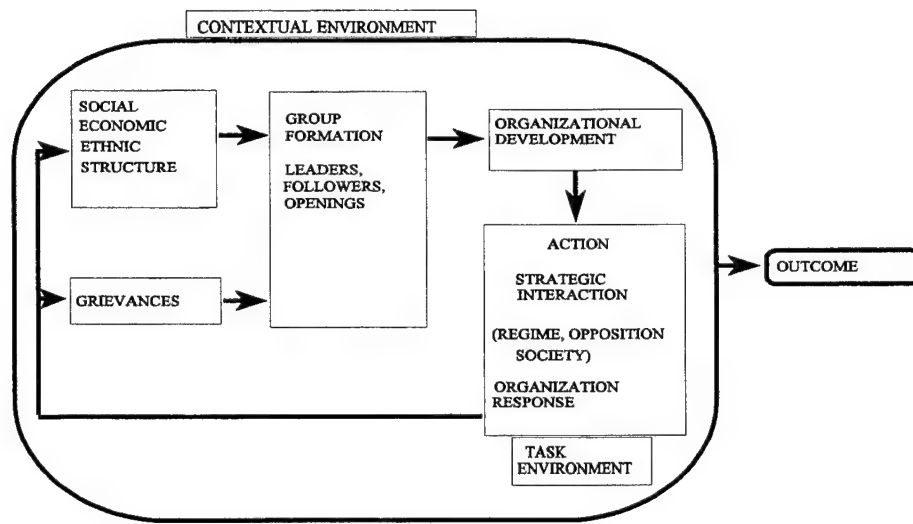 CONTEXTUAL ENVIRONMENT
SOCIAL
ECONOMIC
ETHNIC
STRUCTURE
GRIEVANCES
GROUP
FORMATION
LEADERS,
FOLLOWERS,
OPENINGS
ORGANIZATIONAL
DEVELOPMENT
ACTION
STRATEGIC
INTERACTION
(REGIME, OPPOSITION
SOCIETY)
ORGANIZATION
RESPONSE
TASK
ENVIRONMENT
OUTCOME